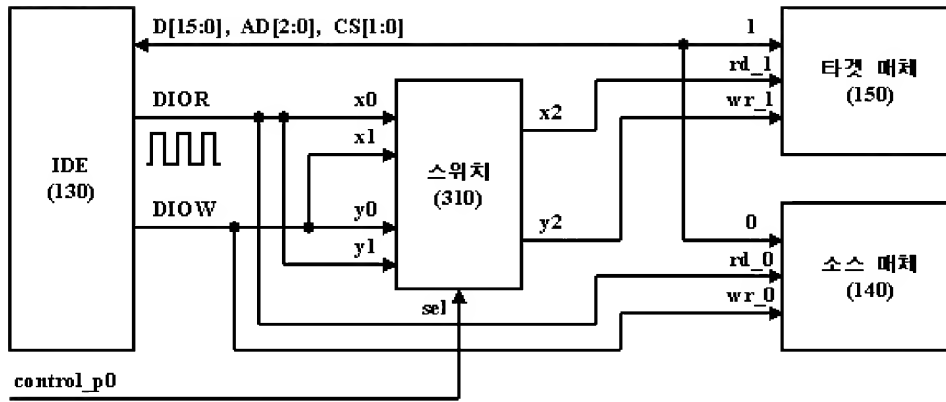 D[15:0], AD[2:0], CS[1:0]
1
rd_1
wr_1
타겟 매체
(150)
DIOR
x0
x1
x2
IDE
(130)
스위치
(310)
DIOW
y0
y1
y2
0
rd_0
wr_0
소스 매체
(140)
sel
control_p0